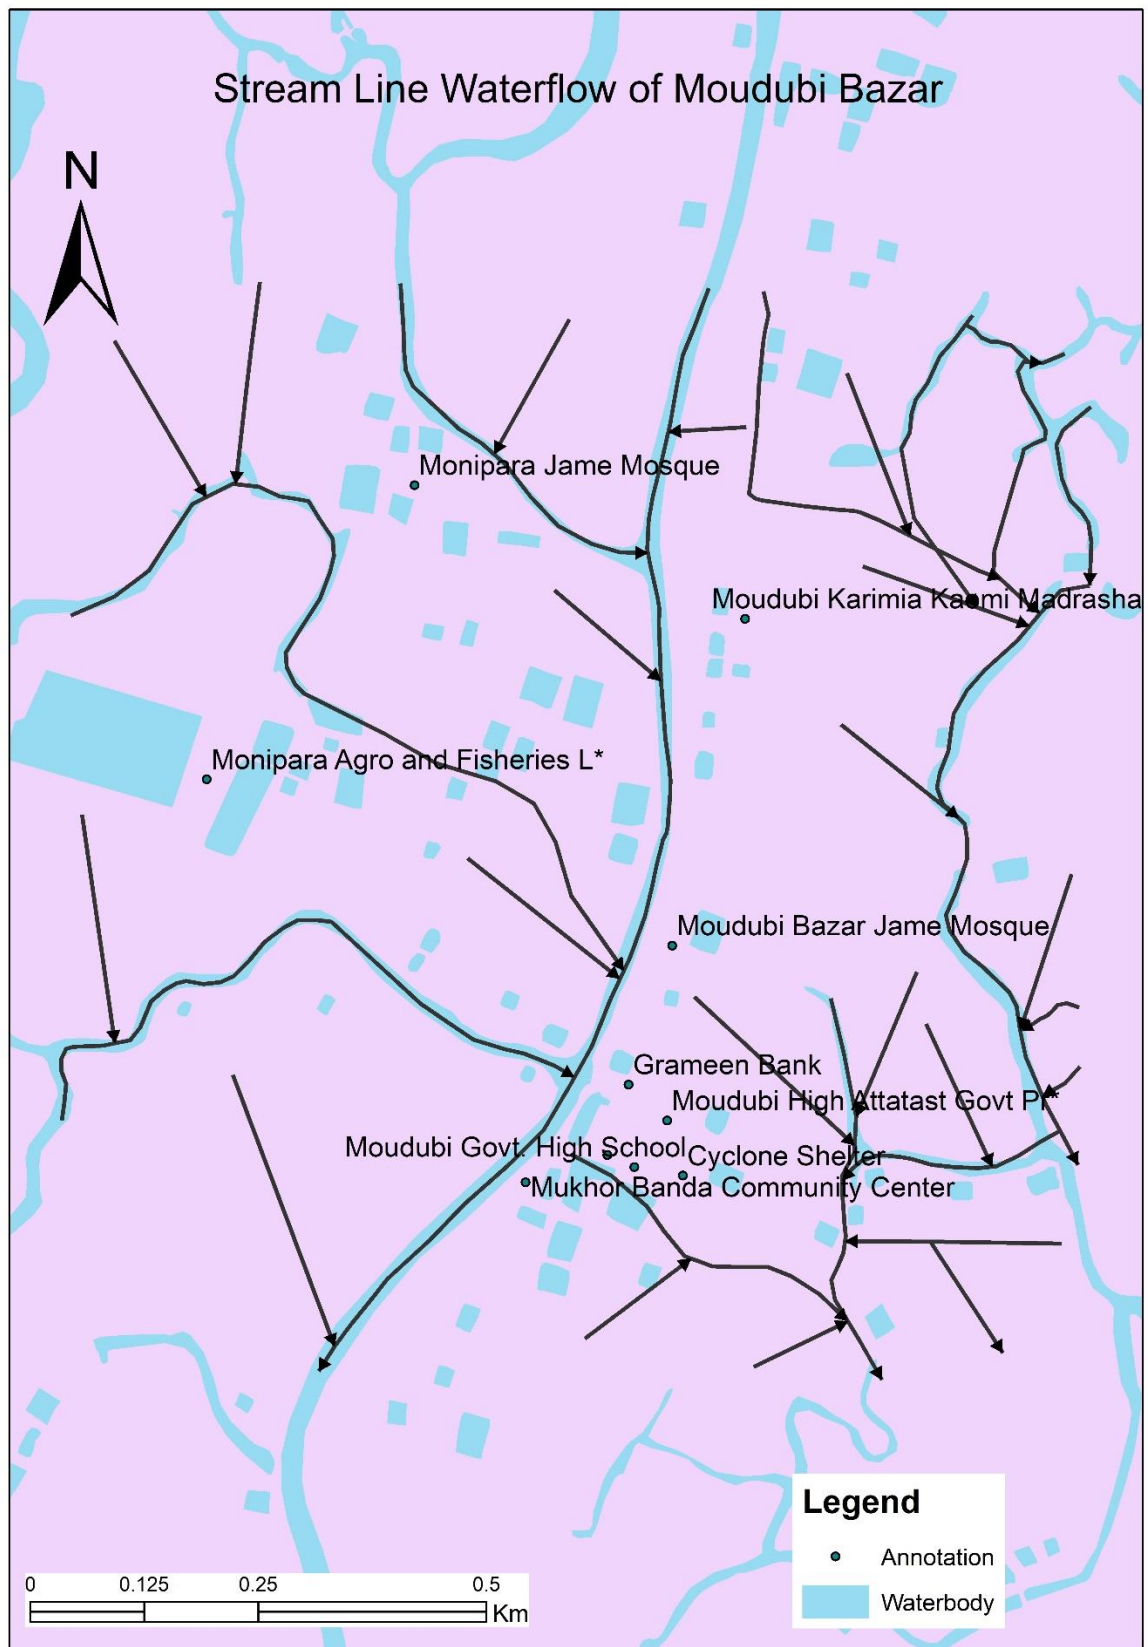 Stream Line Waterflow of Moudubi Bazar
N
Monipara Jame Mosque
Moudubi Karimia Kaomi Madrasha
Monipara Agro and Fisheries L*
Moudubi Bazar Jame Mosque
Grameen Bank
Moudubi High Attatast Govt Pr*
Moudubi Govt. High School
Cyclone Shelter
Mukhor Banda Community Center
Legend
Annotation
Waterbody
0 0.125 0.25 0.5
Km